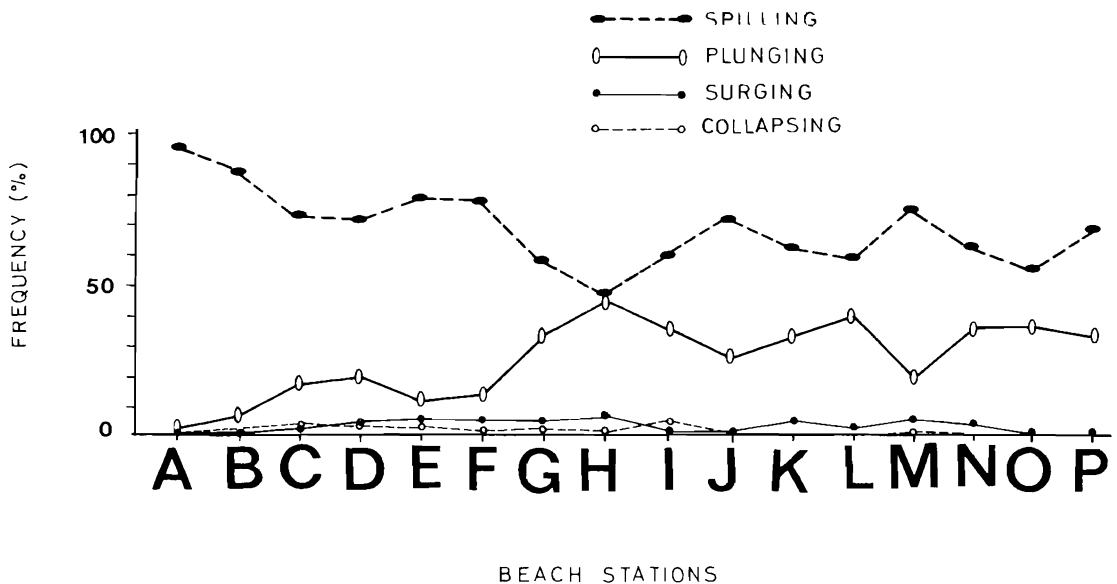 SPILLING
PLUNGING
SURGING
COLLAPSING
100
50
0
FREQUENCY (%)
A B C D E F G H I J K L M N O P
BEACH STATIONS